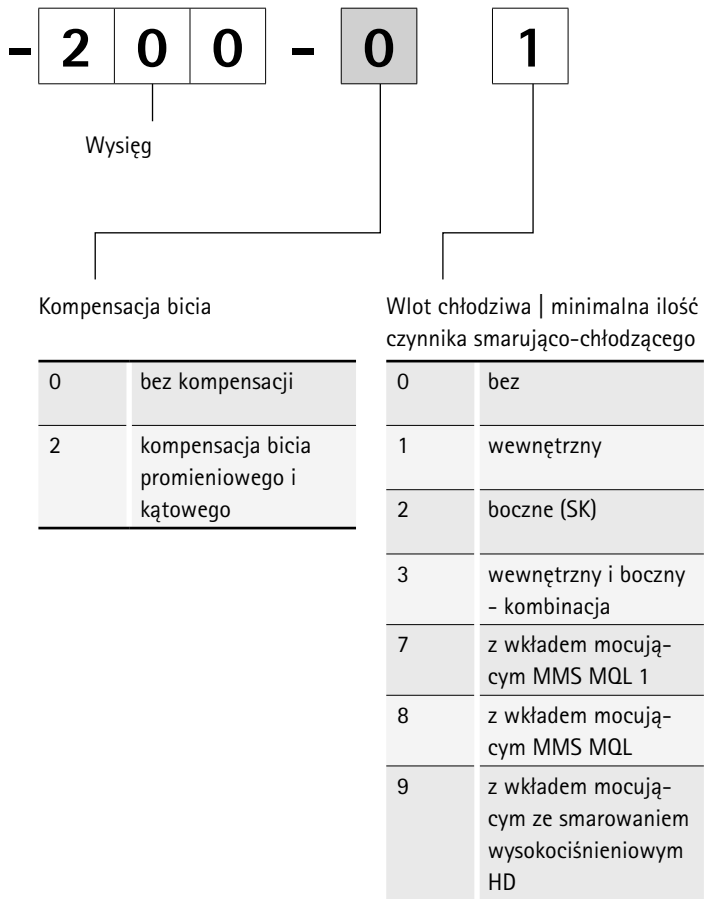 - 2 0 0 - 0 1
Wysięg
Kompensacja bicia
0 bez kompensacji
2 kompensacja bicia
promieniowego i
kątowego
Wlot chłodziwa | minimalna ilość
czynnika smarująco-chłodzącego
0 bez
1 wewnętrzny
2 boczne (SK)
3 wewnętrzny i boczny
- kombinacja
7 z wkładem mocują-
cym MMS MQL 1
8 z wkładem mocują-
cym MMS MQL
9 z wkładem mocują-
cym ze smarowaniem
wysokociśnieniowym
HD